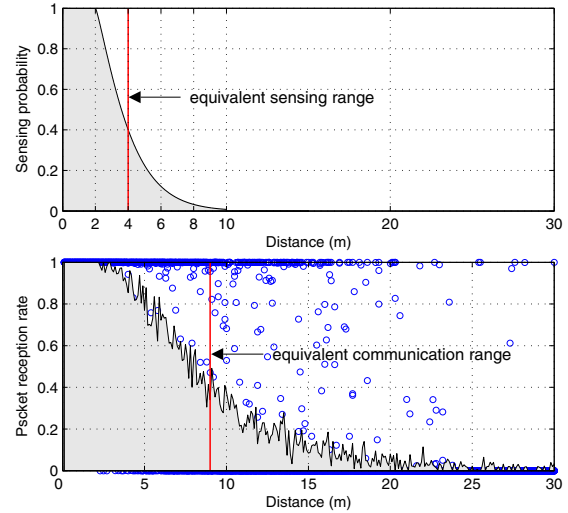 1
0.8
0.6
0.4
0.2
0
Sensing probability
equivalent sensing range
0 2 4 6 8 10 20 30
Distance (m)
1
0.8
0.6
0.4
0.2
0
Pscket reception rate
equivalent communication range
5 10 15 20 25 30
Distance (m)